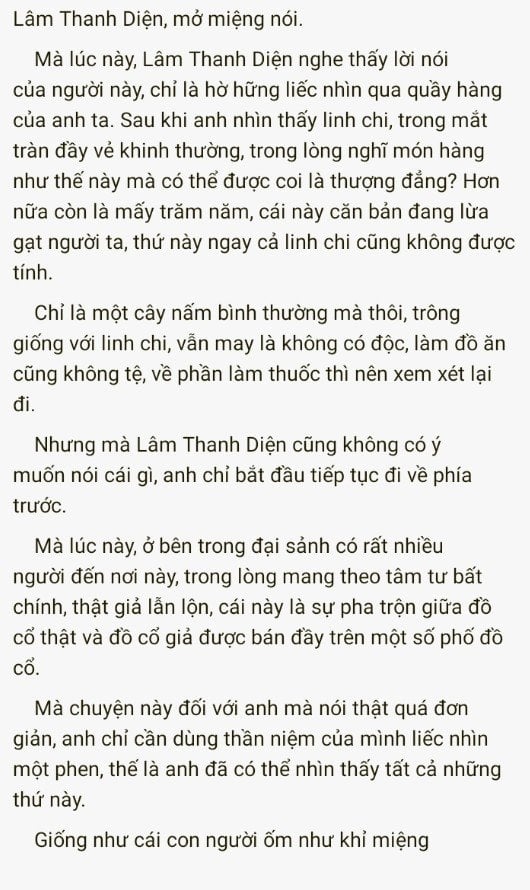 Lâm Thanh Diện, mở miệng nói.
Mà lúc này, Lâm Thanh Diện nghe thấy lời nói
của người này, chỉ là hờ hững liếc nhìn qua quầy hàng
của anh ta. Sau khi anh nhìn thấy linh chi, trong mắt
tràn đầy vẻ khinh thường, trong lòng nghĩ món hàng
như thế này mà có thể được coi là thượng đẳng? Hơn
nữa còn là mấy trăm năm, cái này căn bản đang lừa
gạt người ta, thứ này ngay cả linh chi cũng không được
tính.
Chỉ là một cây nấm bình thường mà thôi, trông
giống với linh chi, vẫn may là không có độc, làm đồ ăn
cũng không tệ, về phần làm thuốc thì nên xem xét lại
đi.
Nhưng mà Lâm Thanh Diện cũng không có ý
muốn nói cái gì, anh chỉ bắt đầu tiếp tục đi về phía
trước.
Mà lúc này, ở bên trong đại sảnh có rất nhiều
người đến nơi này, trong lòng mang theo tâm tư bất
chính, thật giả lẫn lộn, cái này là sự pha trộn giữa đồ
cổ thật và đồ cổ giả được bán đầy trên một số phố đồ
cổ.
Mà chuyện này đối với anh mà nói thật quá đơn
giản, anh chỉ cần dùng thần niệm của mình liếc nhìn
một phen, thế là anh đã có thể nhìn thấy tất cả những
thứ này.
Giống như cái con người ốm như khỉ miệng